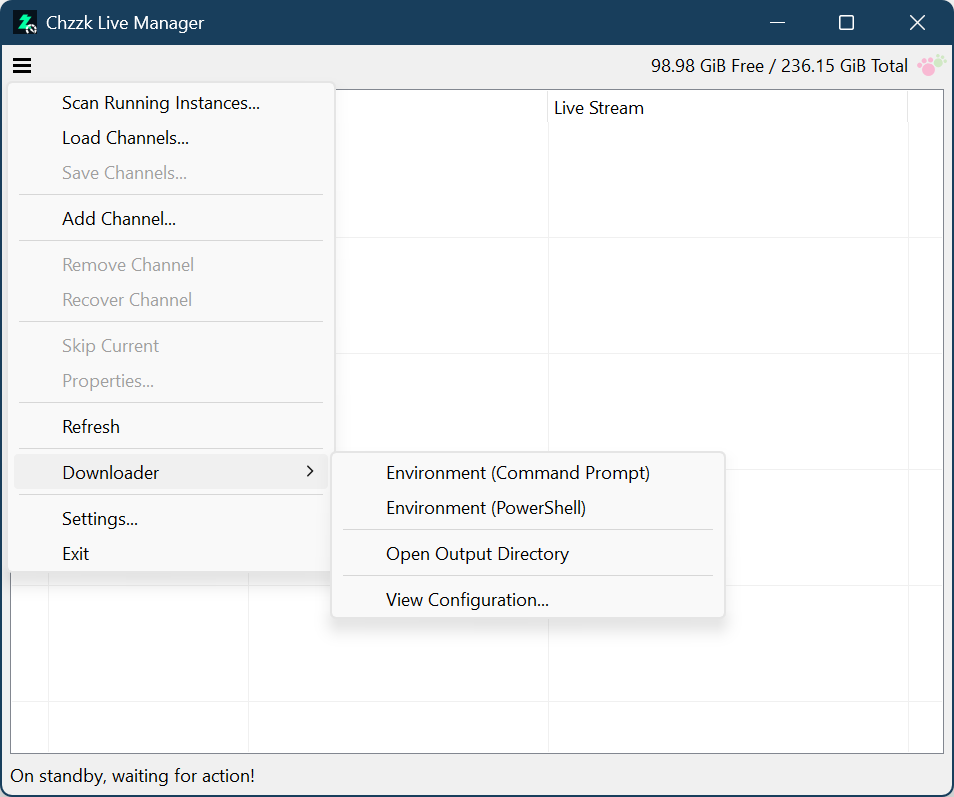 Chzzk Live Manager
98.98 GiB Free / 236.15 GiB Total
Live Stream
Scan Running Instances...
Load Channels...
Save Channels...
Add Channel...
Remove Channel
Recover Channel
Skip Current
Properties...
Refresh
Downloader
Settings...
Exit
Environment (Command Prompt)
Environment (PowerShell)
Open Output Directory
View Configuration...
On standby, waiting for action!